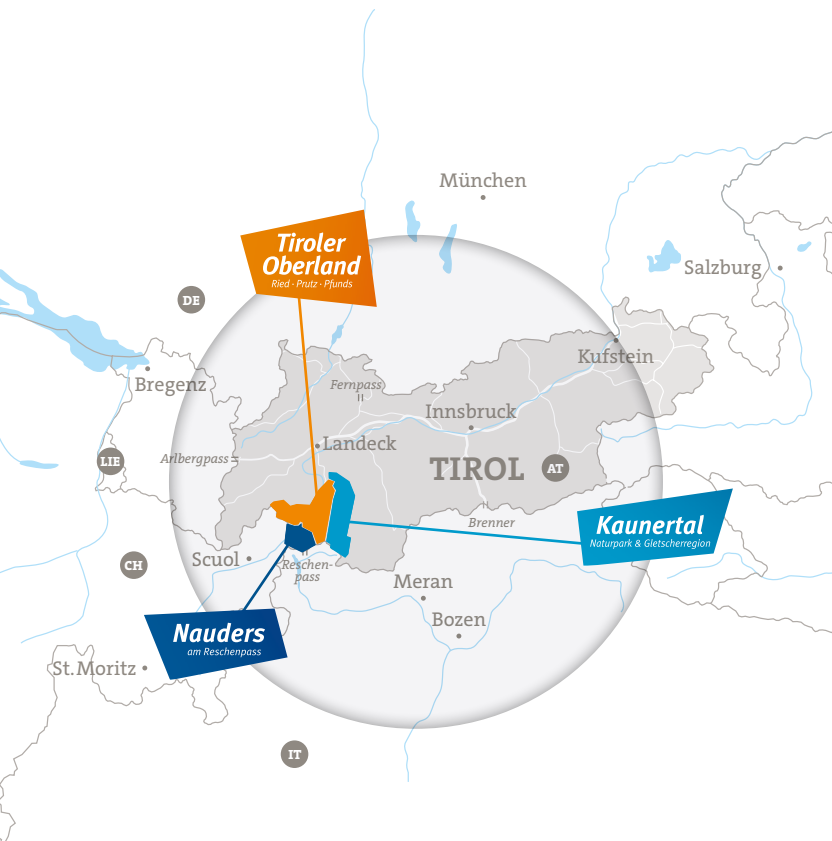 München
Tiroler
Oberland
Ried · Prutz · Pfunds
Salzburg
DE
Kufstein
Bregenz
Fernpass
Innsbruck
Landeck
Arlbergpass
LIE
TIROL
AT
Brenner
Kaunertal
Naturpark & Gletscherregion
Scuol
CH
Reschen-
pass
Meran
Bozen
Nauders
am Reschenpass
St. Moritz
IT